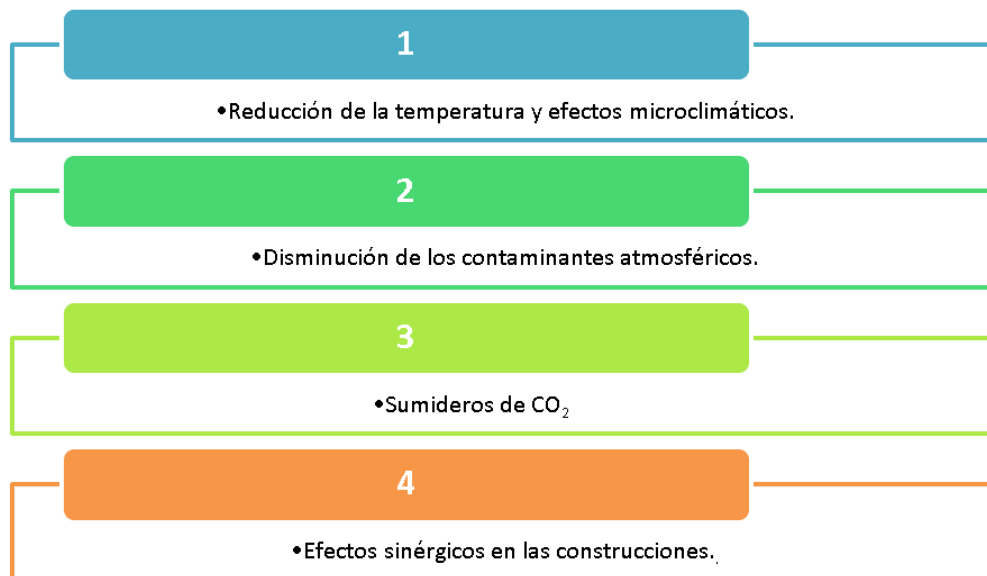 1
•Reducción de la temperatura y efectos microclimáticos.
2
•Disminución de los contaminantes atmosféricos.
3
•Sumideros de CO₂
4
•Efectos sinérgicos en las construcciones.